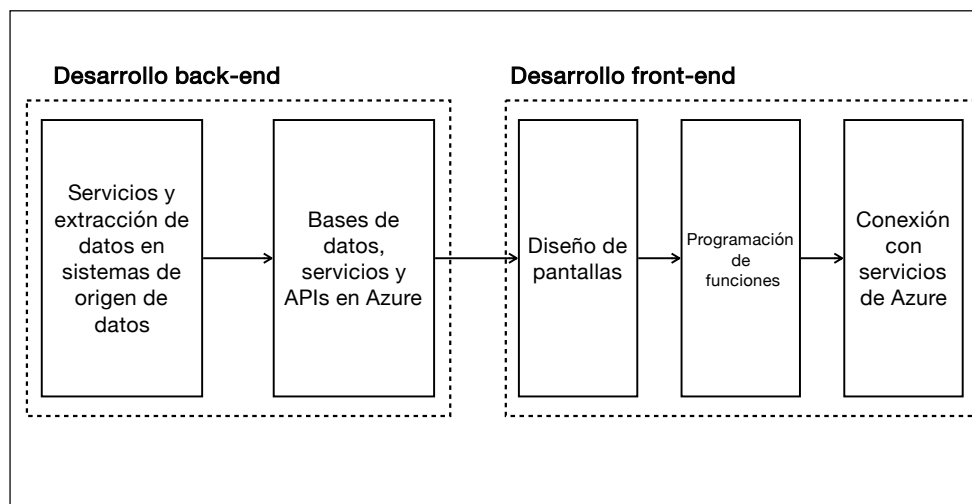 Desarrollo back-end
Servicios y
extracción de
datos en
sistemas de
origen de
datos
Bases de
datos,
servicios y
APIs en Azure
Desarrollo front-end
Diseño de
pantallas
Programación
de
funciones
Conexión
con
servicios
de Azure